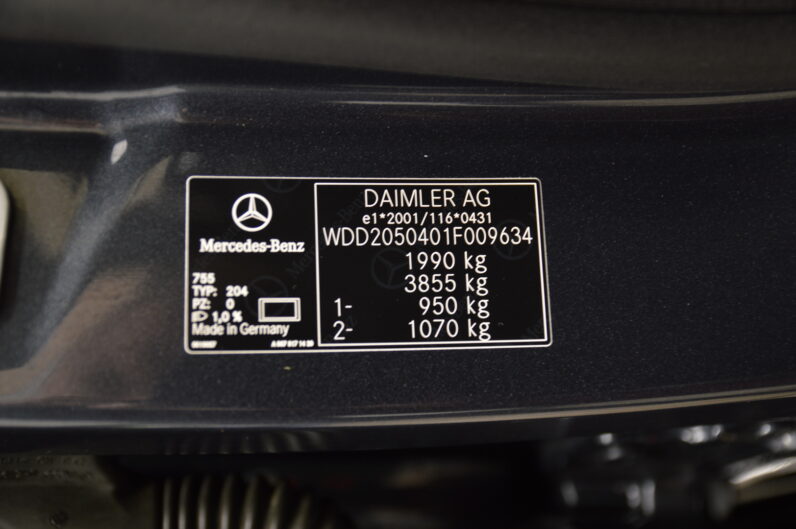 Mercedes-Benz
755
TYP: 204
PZ: 0
1,0 %
Made in Germany
DAIMLER AG
e1*2001/116*0431
WDD2050401F009634
1990 kg
3855 kg
1- 950 kg
2- 1070 kg